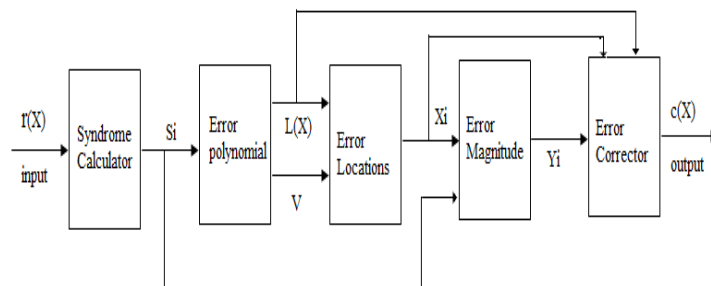 r(X)
input
Syndrome
Calculator
Si
Error
polynomial
L(X)
V
Error
Locations
Xi
Error
Magnitude
Yi
Error
Corrector
c(X)
output